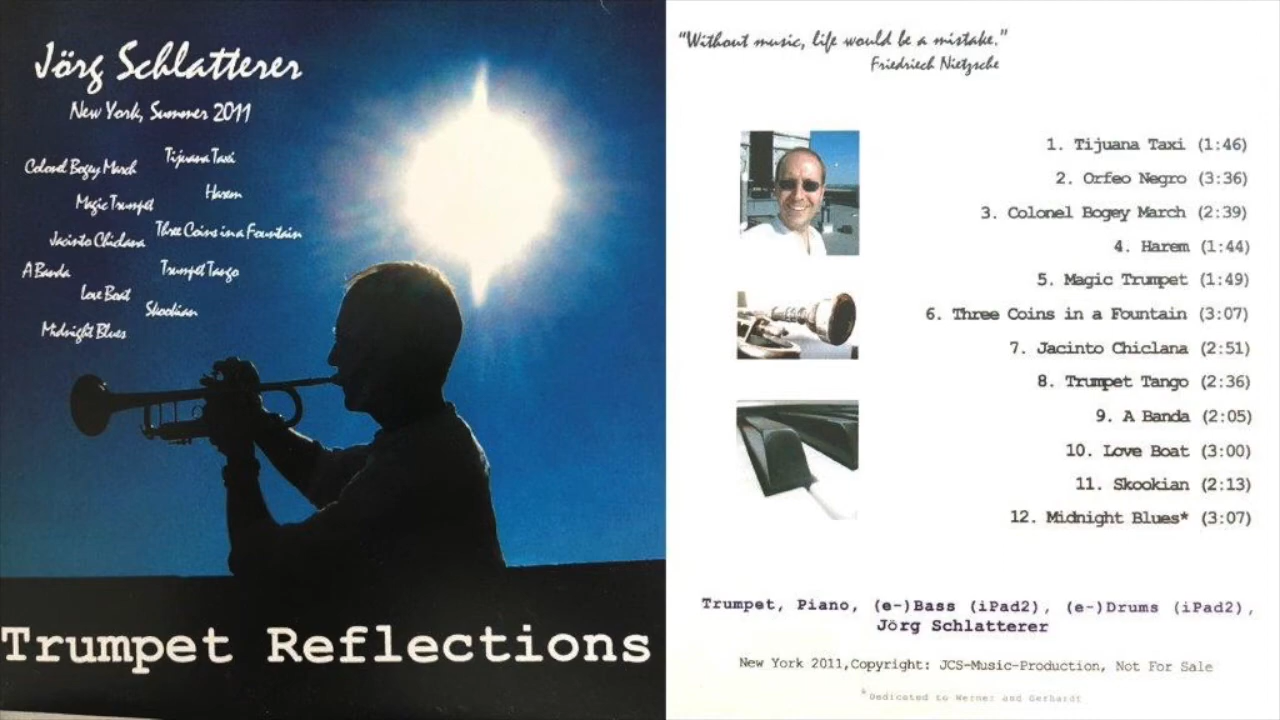 Jörg Schlatterer
New York, Summer 2011
Tijuana Taxi
Colonel Bogey March
Harem
Magic Trumpet
Three Coins in a Fountain
Jacinto Chiclana
A Banda
Trumpet Tango
Love Boat
Skookian
Midnight Blues
Trumpet Reflections
“Without music, life would be a mistake.”
Friedriech Nietzsche
1. Tijuana Taxi (1:46)
2. Orfeo Negro (3:36)
3. Colonel Bogey March (2:39)
4. Harem (1:44)
5. Magic Trumpet (1:49)
6. Three Coins in a Fountain (3:07)
7. Jacinto Chiclana (2:51)
8. Trumpet Tango (2:36)
9. A Banda (2:05)
10. Love Boat (3:00)
11. Skookian (2:13)
12. Midnight Blues* (3:07)
Trumpet, Piano, (e-)Bass (iPad2), (e-)Drums (iPad2),
Jörg Schlatterer
New York 2011,Copyright: JCS-Music-Production, Not For Sale
*Dedicated to Werner and Gerhardt